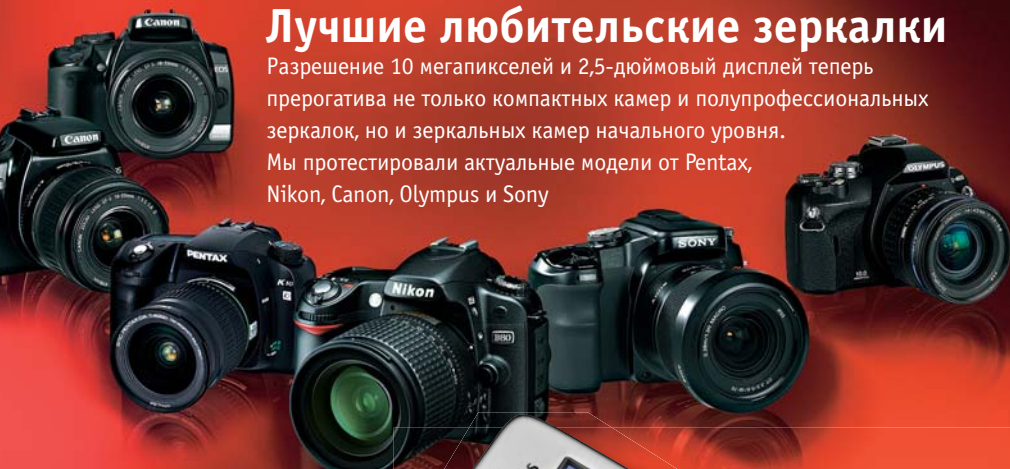 Лучшие любительские зеркалки
Разрешение 10 мегапикселей и 2,5-дюймовый дисплей теперь
прерогатива не только компактных камер и полупрофессиональных
зеркалок, но и зеркальных камер начального уровня.
Мы протестировали актуальные модели от Pentax,
Nikon, Canon, Olympus и Sony
Canon
EOS
Canon
PENTAX
Nikon
D80
SONY
OLYMPUS